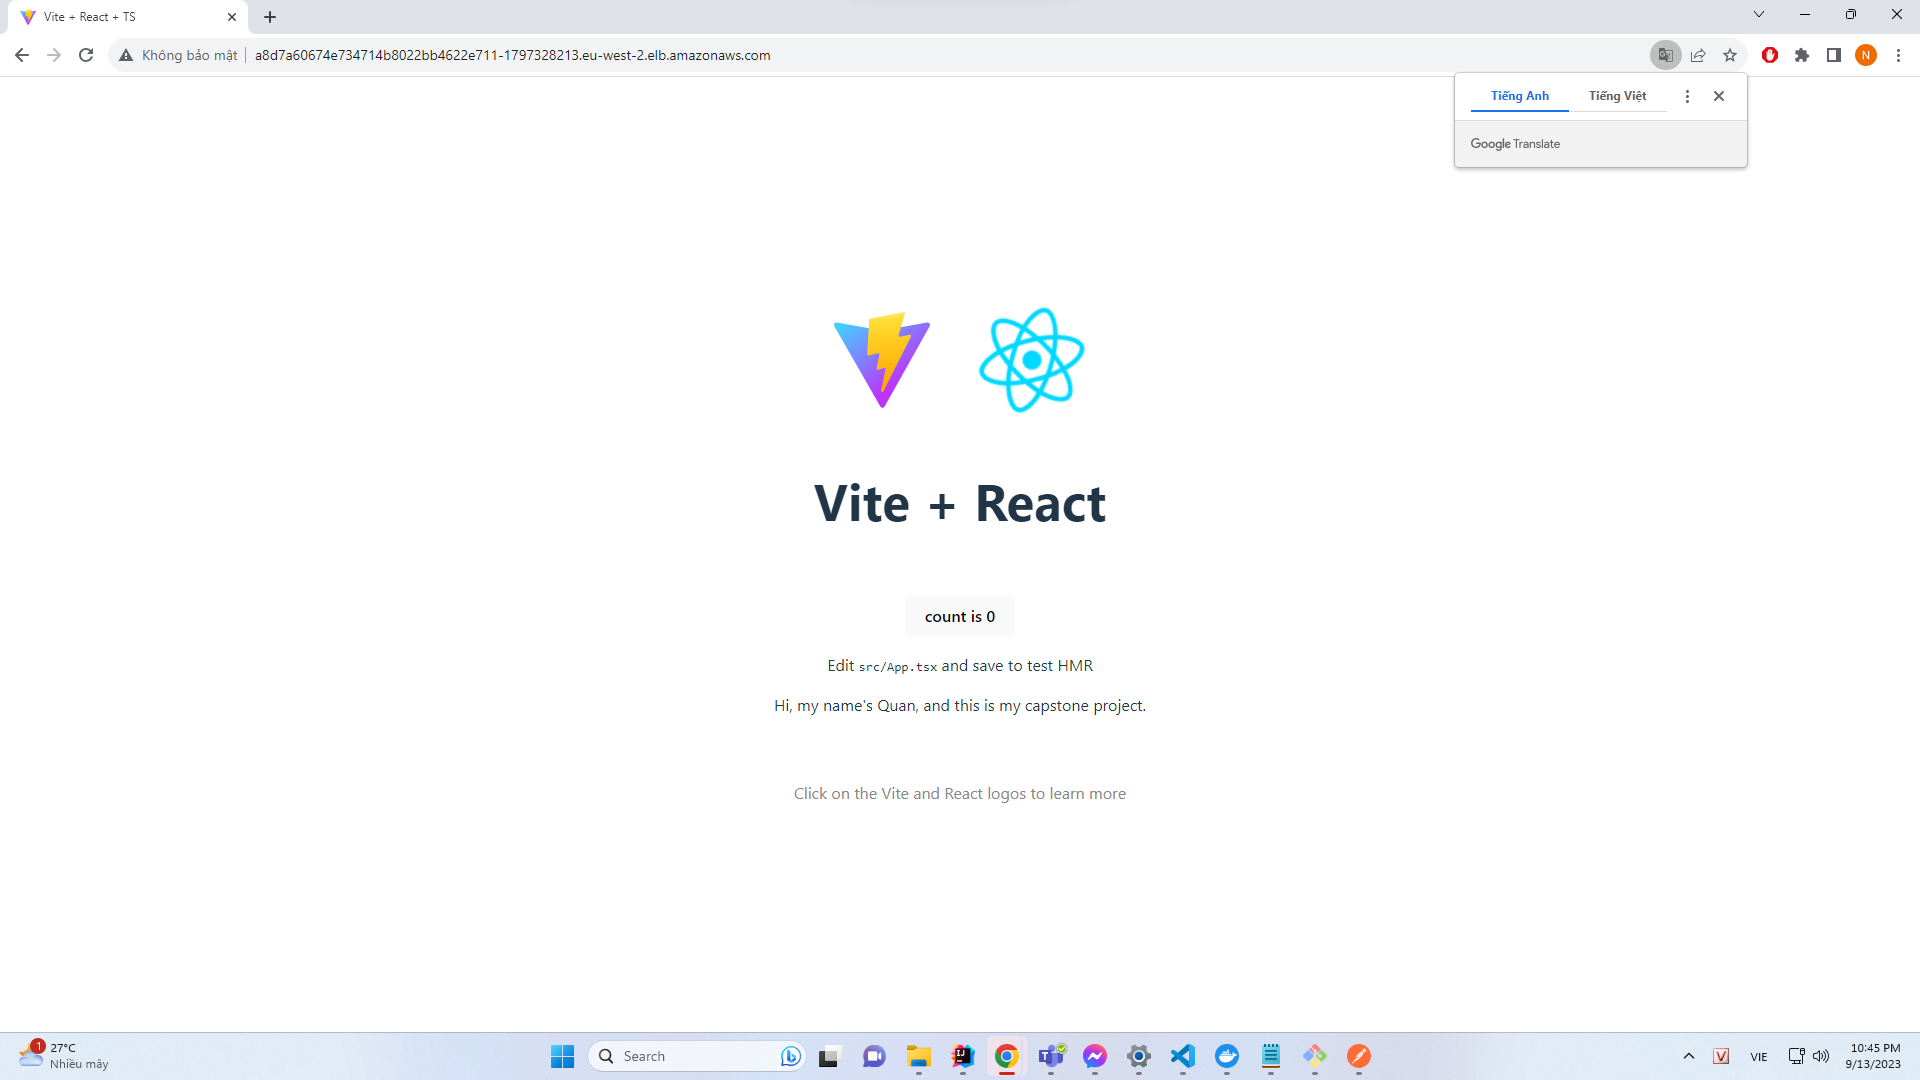 Vite + React + TS
Không bảo mật
a8d7a60674e734714b8022bb4622e711-1797328213.eu-west-2.elb.amazonaws.com
N
Tiếng Anh
Tiếng Việt
Google Translate
Vite + React
count is 0
Edit src/App.tsx and save to test HMR
Hi, my name's Quan, and this is my capstone project.
Click on the Vite and React logos to learn more
1
27°C
Nhiều mây
Search
VIE
10:45 PM
9/13/2023